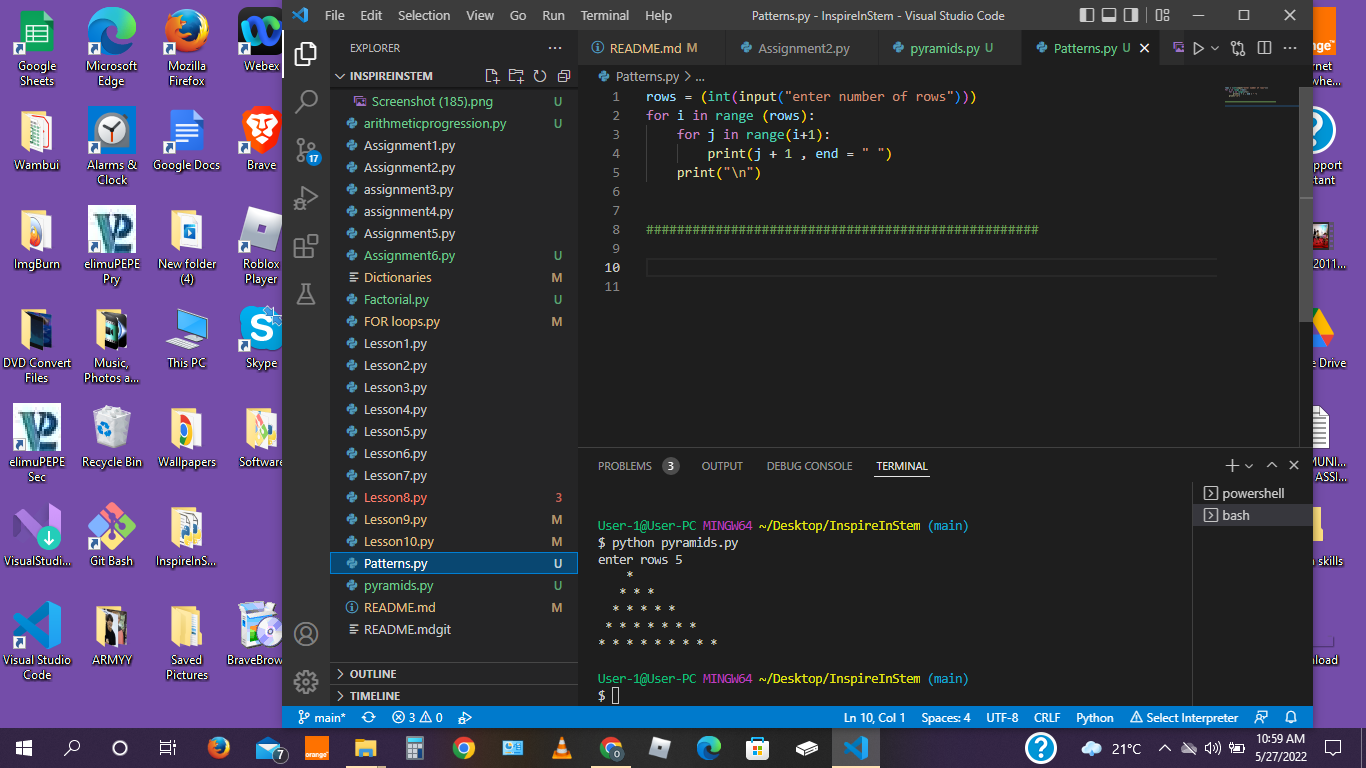 File Edit Selection View Go Run Terminal Help
Patterns.py - InspireInStem - Visual Studio Code
Google Sheets
Microsoft Edge
Mozilla Firefox
Webex
Wambui
Alarms & Clock
Google Docs
Brave
ImgBurn
elimuPEPE Pry
New folder (4)
Roblox Player
DVD Convert Files
Music, Photos a...
This PC
Skype
elimuPEPE Sec
Recycle Bin
Wallpapers
Software
VisualStudi...
Git Bash
InspireInS...
Visual Studio Code
ARMYY
Saved Pictures
BraveBrow
EXPLORER
INSPIREINSTEM
Screenshot (185).png U
arithmeticprogression.py U
Assignment1.py
Assignment2.py
assignment3.py
assignment4.py
Assignment5.py
Assignment6.py U
Dictionaries M
Factorial.py U
FOR loops.py M
Lesson1.py
Lesson2.py
Lesson3.py
Lesson4.py
Lesson5.py
Lesson6.py
Lesson7.py
Lesson8.py 3
Lesson9.py M
Lesson10.py M
Patterns.py U
pyramids.py U
README.md M
README.mdgit
OUTLINE
TIMELINE
17
README.md M
Assignment2.py
pyramids.py U
Patterns.py U
Patterns.py > ...
1 rows = (int(input("enter number of rows")))
2 for i in range (rows):
3 for j in range(i+1):
4 print(j + 1 , end = " ")
5 print("\n")
6
7
8 ###################################################
9
10
11
PROBLEMS 3 OUTPUT DEBUG CONSOLE TERMINAL
powershell
bash
User-1@User-PC MINGW64 ~/Desktop/InspireInStem (main)
$ python pyramids.py
enter rows 5
*
* * *
* * * * *
* * * * * * *
* * * * * * * * *
User-1@User-PC MINGW64 ~/Desktop/InspireInStem (main)
$
main* 3 0
Ln 10, Col 1 Spaces: 4 UTF-8 CRLF Python Select Interpreter
7
orange
21°C
10:59 AM
5/27/2022